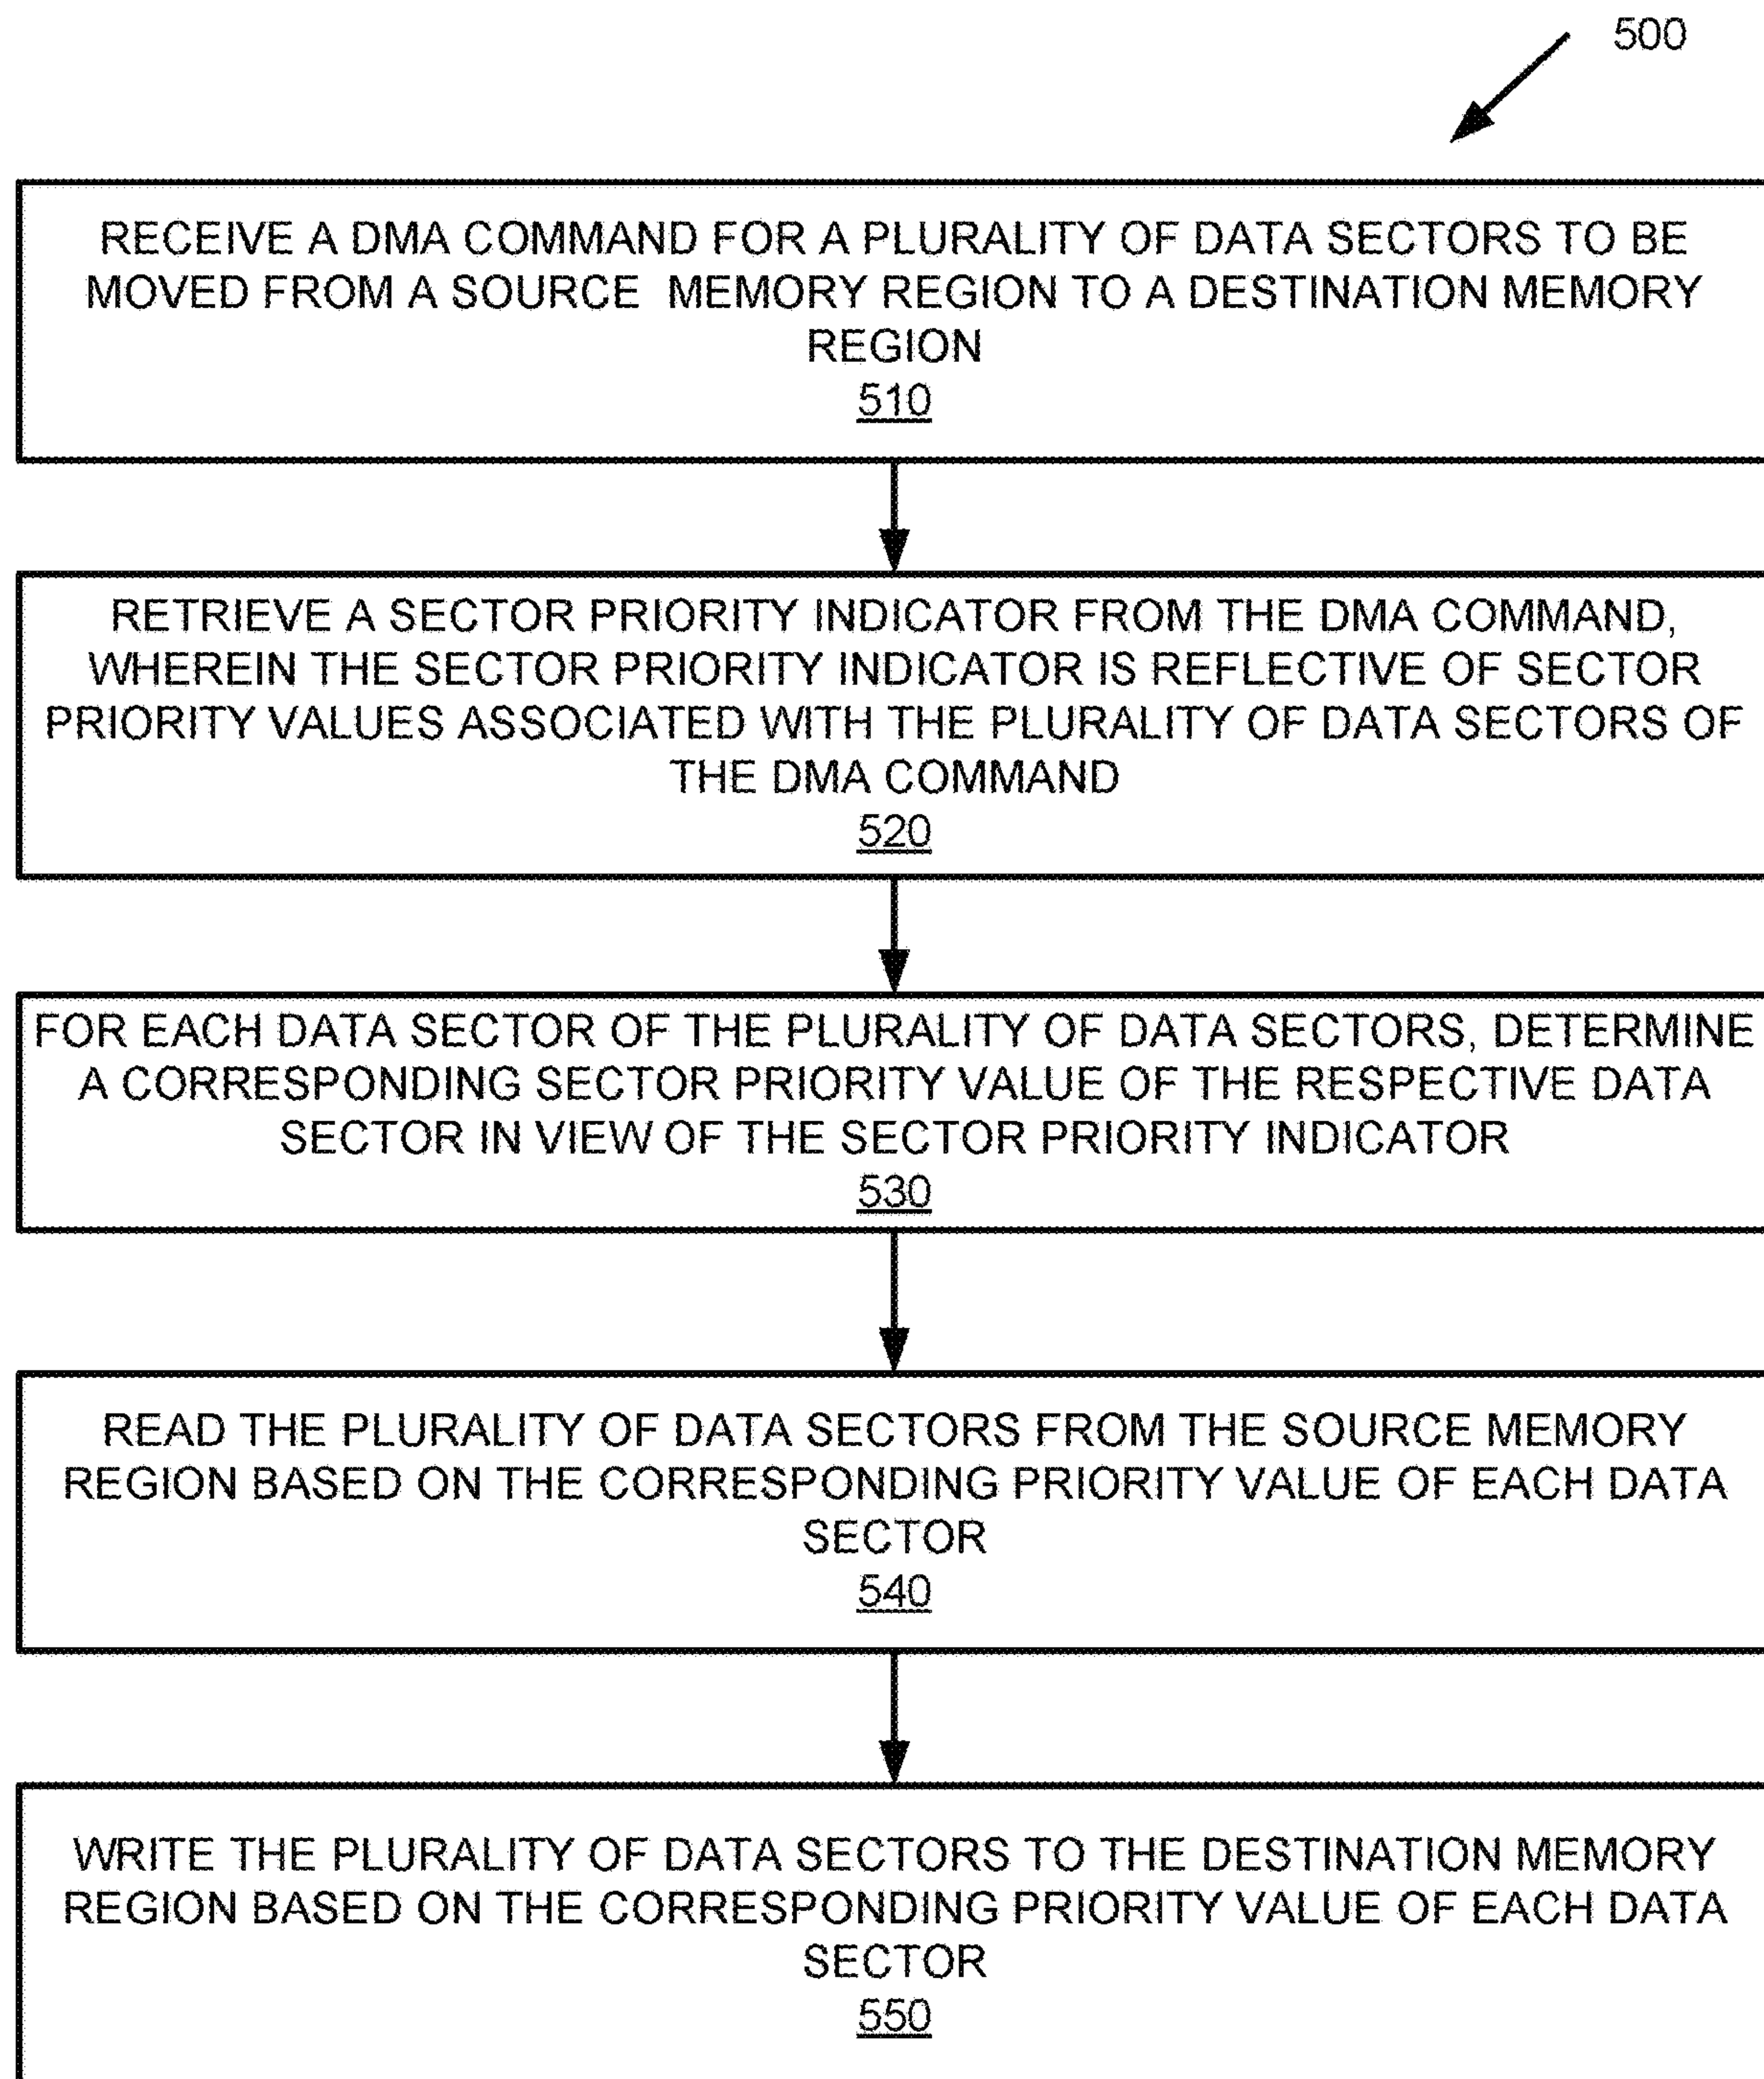 500
RECEIVE A DMA COMMAND FOR A PLURALITY OF DATA SECTORS TO BE
MOVED FROM A SOURCE MEMORY REGION TO A DESTINATION MEMORY
REGION
510
RETRIEVE A SECTOR PRIORITY INDICATOR FROM THE DMA COMMAND,
WHEREIN THE SECTOR PRIORITY INDICATOR IS REFLECTIVE OF SECTOR
PRIORITY VALUES ASSOCIATED WITH THE PLURALITY OF DATA SECTORS OF
THE DMA COMMAND
520
FOR EACH DATA SECTOR OF THE PLURALITY OF DATA SECTORS, DETERMINE
A CORRESPONDING SECTOR PRIORITY VALUE OF THE RESPECTIVE DATA
SECTOR IN VIEW OF THE SECTOR PRIORITY INDICATOR
530
READ THE PLURALITY OF DATA SECTORS FROM THE SOURCE MEMORY
REGION BASED ON THE CORRESPONDING PRIORITY VALUE OF EACH DATA
SECTOR
540
WRITE THE PLURALITY OF DATA SECTORS TO THE DESTINATION MEMORY
REGION BASED ON THE CORRESPONDING PRIORITY VALUE OF EACH DATA
SECTOR
550